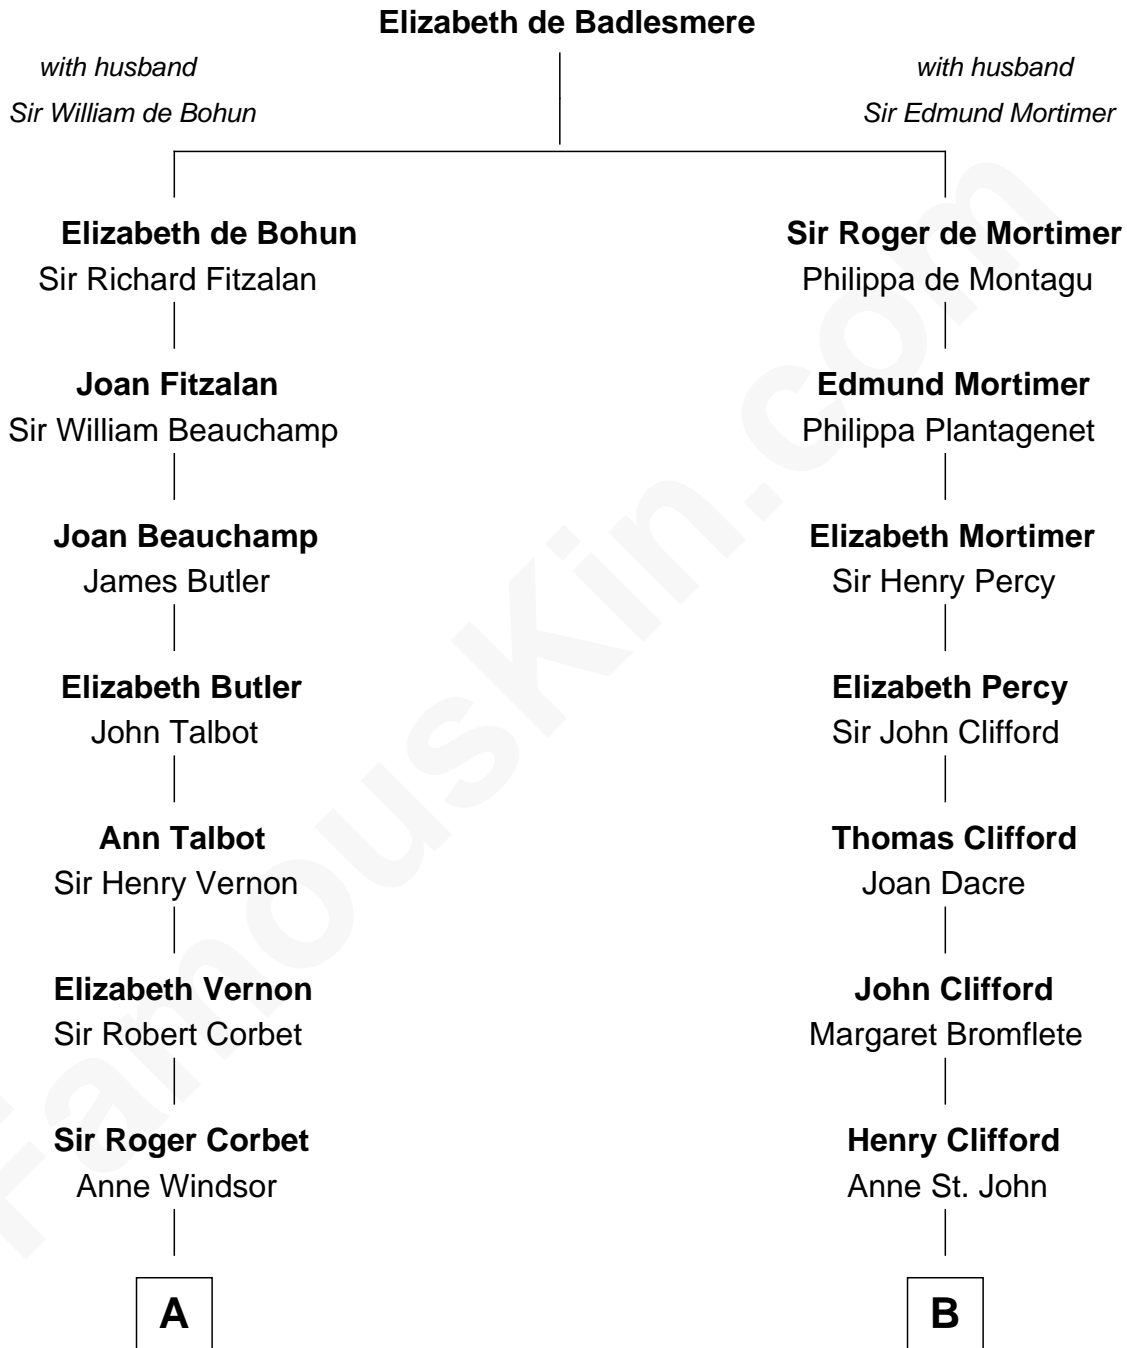 Elizabeth de Badlesmere
with husband
Sir William de Bohun
with husband
Sir Edmund Mortimer
Elizabeth de Bohun
Sir Richard Fitzalan
Sir Roger de Mortimer
Philippa de Montagu
Joan Fitzalan
Sir William Beauchamp
Edmund Mortimer
Philippa Plantagenet
Joan Beauchamp
James Butler
Elizabeth Mortimer
Sir Henry Percy
Elizabeth Butler
John Talbot
Elizabeth Percy
Sir John Clifford
Ann Talbot
Sir Henry Vernon
Thomas Clifford
Joan Dacre
Elizabeth Vernon
Sir Robert Corbet
John Clifford
Margaret Bromflete
Sir Roger Corbet
Anne Windsor
Henry Clifford
Anne St. John
A
B
FamousKin.com